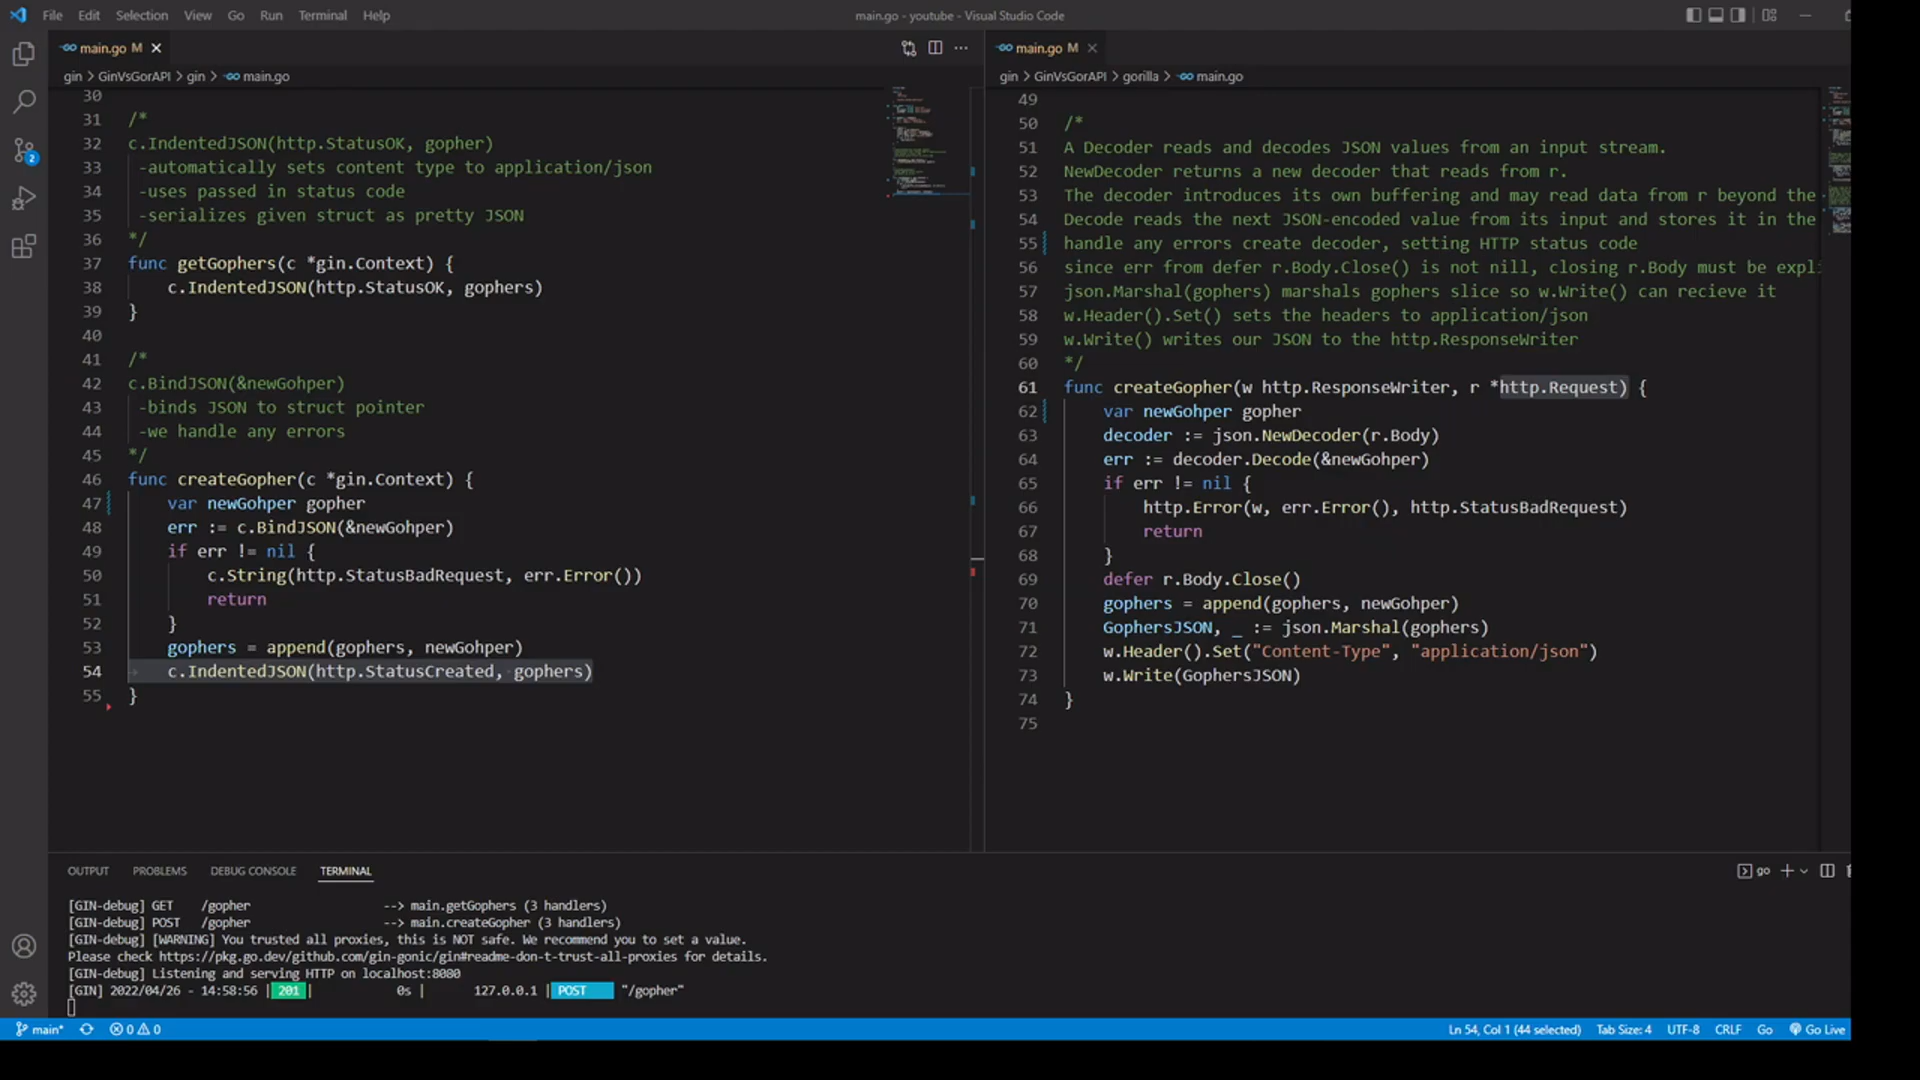 File Edit Selection View Go Run Terminal Help
main.go - youtube - Visual Studio Code
main.go M
gin > GinVsGorAPI > gin > main.go
30
31 /*
32 c.IndentedJSON(http.StatusOK, gopher)
33 -automatically sets content type to application/json
34 -uses passed in status code
35 -serializes given struct as pretty JSON
36 */
37 func getGophers(c *gin.Context) {
38 c.IndentedJSON(http.StatusOK, gophers)
39 }
40
41 /*
42 c.BindJSON(&newGohper)
43 -binds JSON to struct pointer
44 -we handle any errors
45 */
46 func createGopher(c *gin.Context) {
47 var newGohper gopher
48 err := c.BindJSON(&newGohper)
49 if err != nil {
50 c.String(http.StatusBadRequest, err.Error())
51 return
52 }
53 gophers = append(gophers, newGohper)
54 c.IndentedJSON(http.StatusCreated, gophers)
55 }
main.go M
gin > GinVsGorAPI > gorilla > main.go
49
50 /*
51 A Decoder reads and decodes JSON values from an input stream.
52 NewDecoder returns a new decoder that reads from r.
53 The decoder introduces its own buffering and may read data from r beyond the
54 Decode reads the next JSON-encoded value from its input and stores it in the
55 handle any errors create decoder, setting HTTP status code
56 since err from defer r.Body.Close() is not nill, closing r.Body must be expli
57 json.Marshal(gophers) marshals gophers slice so w.Write() can recieve it
58 w.Header().Set() sets the headers to application/json
59 w.Write() writes our JSON to the http.ResponseWriter
60 */
61 func createGopher(w http.ResponseWriter, r *http.Request) {
62 var newGohper gopher
63 decoder := json.NewDecoder(r.Body)
64 err := decoder.Decode(&newGohper)
65 if err != nil {
66 http.Error(w, err.Error(), http.StatusBadRequest)
67 return
68 }
69 defer r.Body.Close()
70 gophers = append(gophers, newGohper)
71 GophersJSON, _ := json.Marshal(gophers)
72 w.Header().Set("Content-Type", "application/json")
73 w.Write(GophersJSON)
74 }
75
OUTPUT PROBLEMS DEBUG CONSOLE TERMINAL
go
[GIN-debug] GET /gopher --> main.getGophers (3 handlers)
[GIN-debug] POST /gopher --> main.createGopher (3 handlers)
[GIN-debug] [WARNING] You trusted all proxies, this is NOT safe. We recommend you to set a value.
Please check https://pkg.go.dev/github.com/gin-gonic/gin#readme-don-t-trust-all-proxies for details.
[GIN-debug] Listening and serving HTTP on localhost:8080
[GIN] 2022/04/26 - 14:58:56 | 201 | 0s | 127.0.0.1 | POST "/gopher"
main* 0 0 Ln 54, Col 1 (44 selected) Tab Size: 4 UTF-8 CRLF Go Go Live
2